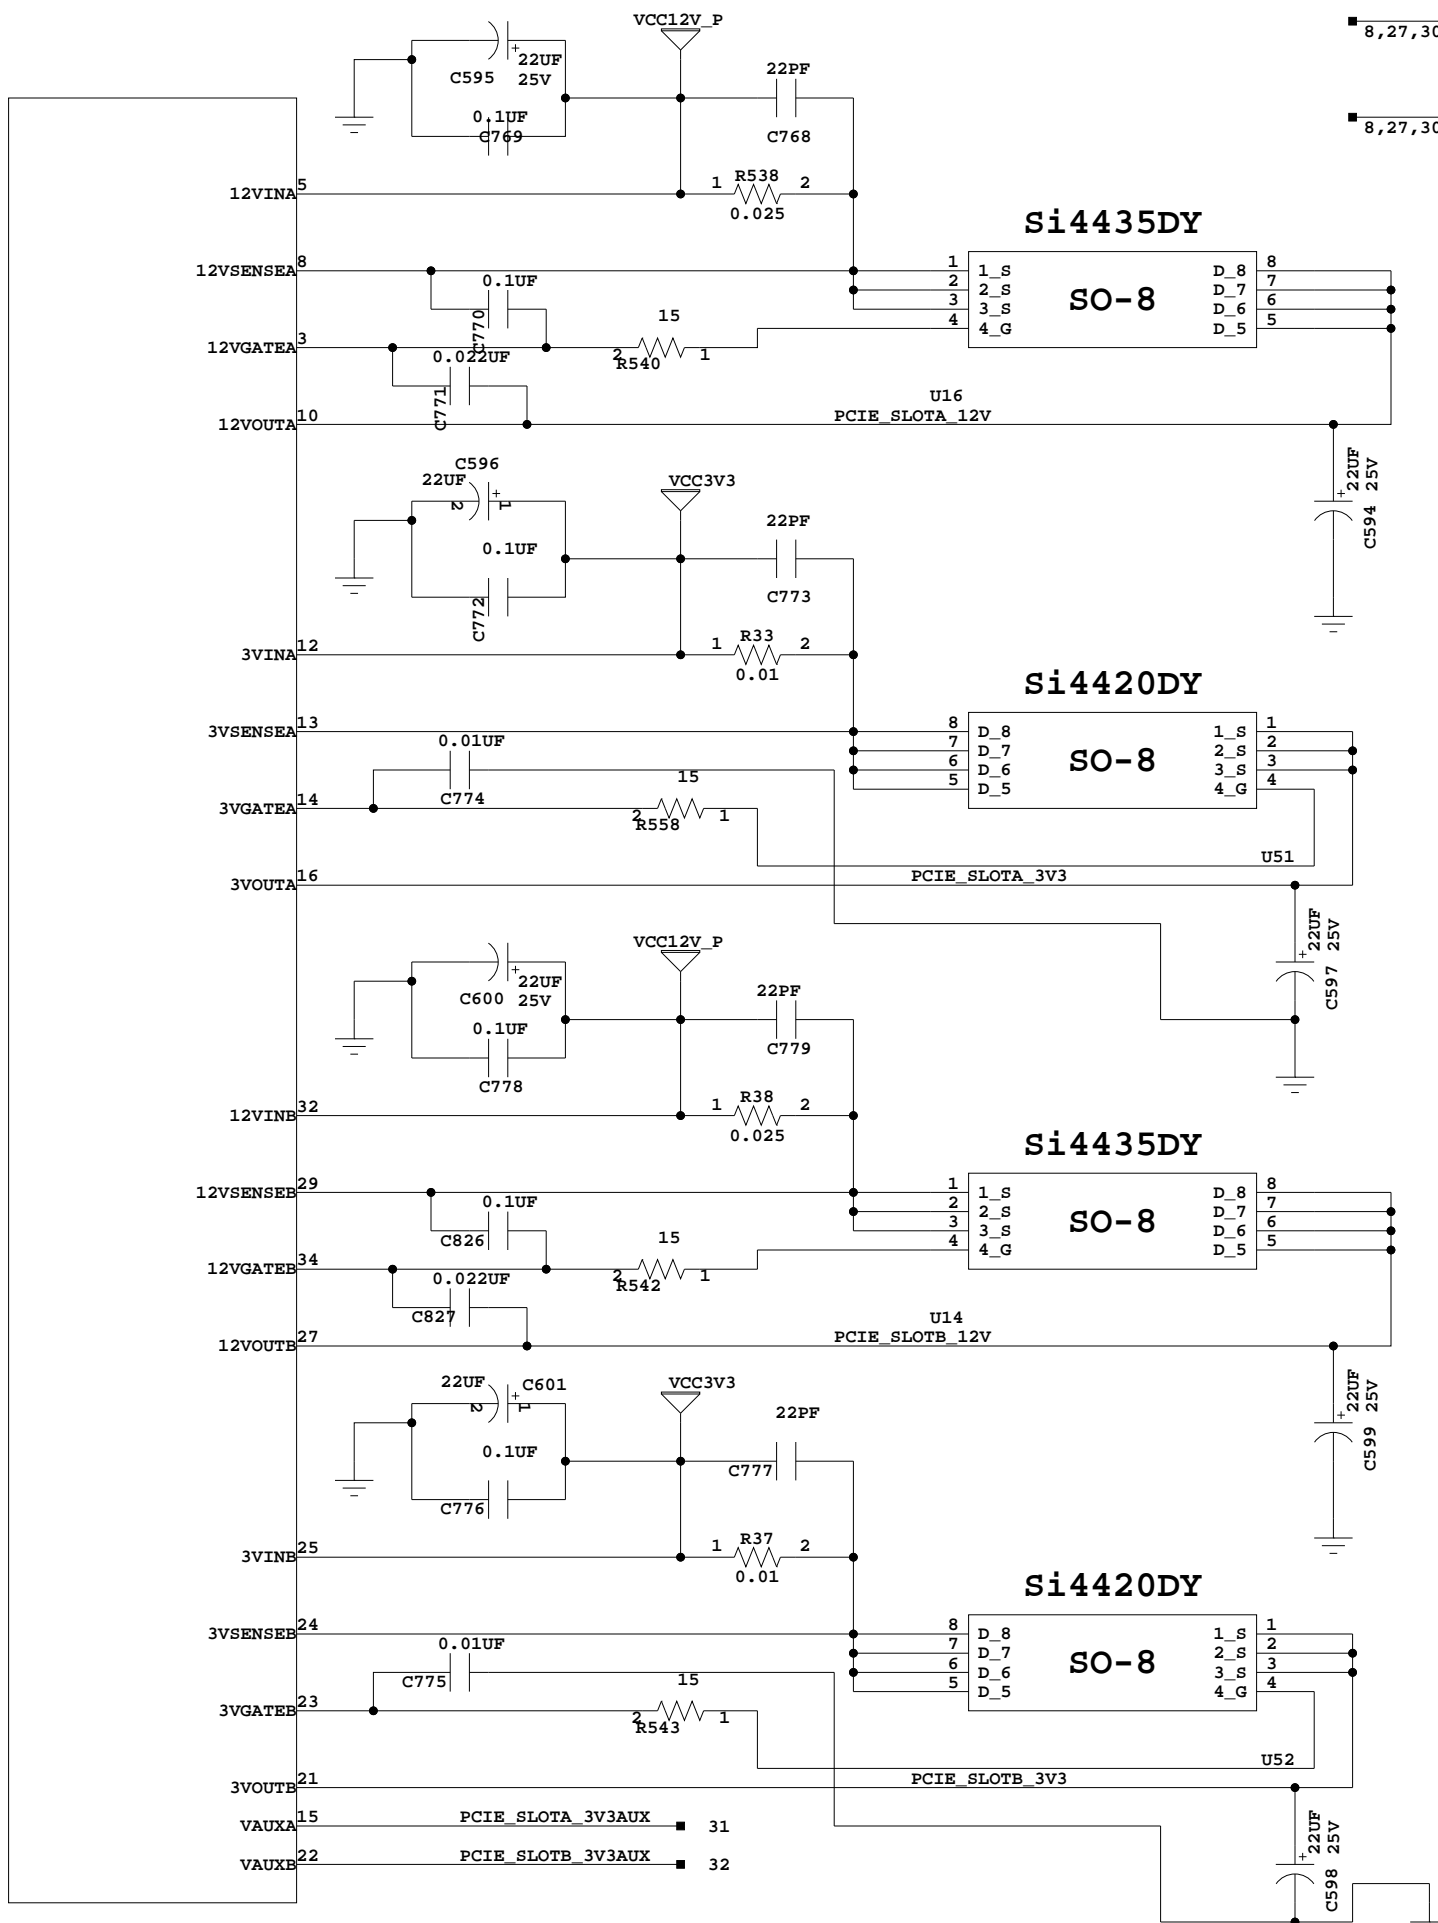 VCC12V_P
8,27,30
22UF
25V
C595
22PF
0.1UF
C769
C768
8,27,30
12VINA 5
1 R538 2
0.025
Si4435DY
12VSENSEA 8
0.1UF
C770
1 1_S D_8 8
2 2_S D_7 7
SO-8
3 3_S D_6 6
4 4_G D_5 5
15
12VGATEA 3
2 R540 1
0.022UF
C771
U16
12VOUTA 10
PCIE_SLOTA_12V
22UF
25V
C594
C596
22UF
2 1
VCC3V3
22PF
0.1UF
C772
C773
3VINA 12
1 R33 2
0.01
Si4420DY
3VSENSEA 13
8 D_8 1_S 1
7 D_7 2_S 2
SO-8
6 D_6 3_S 3
5 D_5 4_G 4
0.01UF
C774
15
3VGATEA 14
2 R558 1
U51
3VOUTA 16
PCIE_SLOTA_3V3
22UF
25V
C597
VCC12V_P
22UF
25V
C600
22PF
0.1UF
C778
C779
12VINB 32
1 R38 2
0.025
Si4435DY
12VSENSEB 29
0.1UF
C826
1 1_S D_8 8
2 2_S D_7 7
SO-8
3 3_S D_6 6
4 4_G D_5 5
15
12VGATEB 34
2 R542 1
0.022UF
C827
U14
12VOUTB 27
PCIE_SLOTB_12V
22UF
25V
C599
22UF C601
2 1
VCC3V3
22PF
0.1UF
C777
C776
3VINB 25
1 R37 2
0.01
Si4420DY
3VSENSEB 24
8 D_8 1_S 1
7 D_7 2_S 2
SO-8
6 D_6 3_S 3
5 D_5 4_G 4
0.01UF
C775
15
3VGATEB 23
2 R543 1
U52
3VOUTB 21
PCIE_SLOTB_3V3
VAUXA 15
PCIE_SLOTA_3V3AUX 31
22UF
25V
C598
VAUXB 22
PCIE_SLOTB_3V3AUX 32